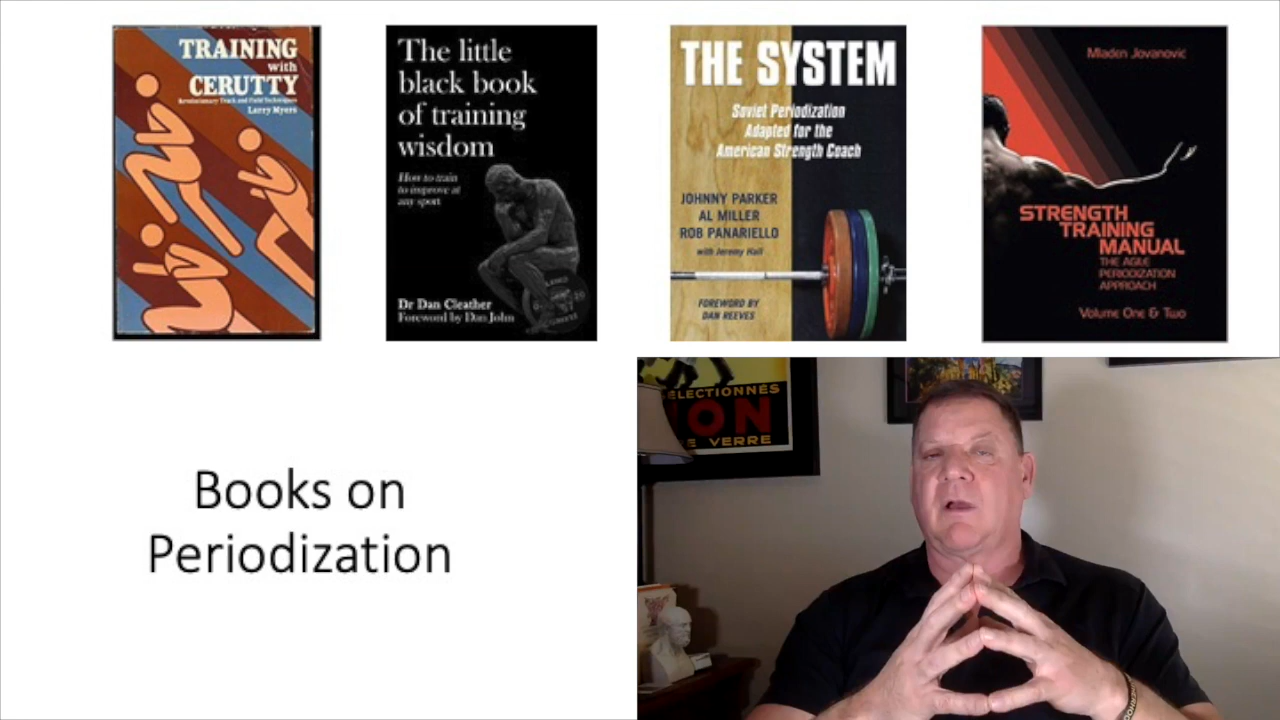 TRAINING
with
CERUTTY
Revolutionary Track and Field Techniques
Larry Myers
The little
black book
of training
wisdom
How to train
to improve at
any sport
Dr Dan Cleather
Foreword by Dan John
THE SYSTEM
Soviet Periodization
Adapted for the
American Strength Coach
JOHNNY PARKER
AL MILLER
ROB PANARIELLO
with Jeremy Hall
FOREWORD BY
DAN REEVES
Mladen Jovanovic
STRENGTH
TRAINING
MANUAL
THE AGILE
PERIODIZATION
APPROACH
Volume One & Two
ÉLECTIONNÉS
ON
E VERRE
Books on
Periodization